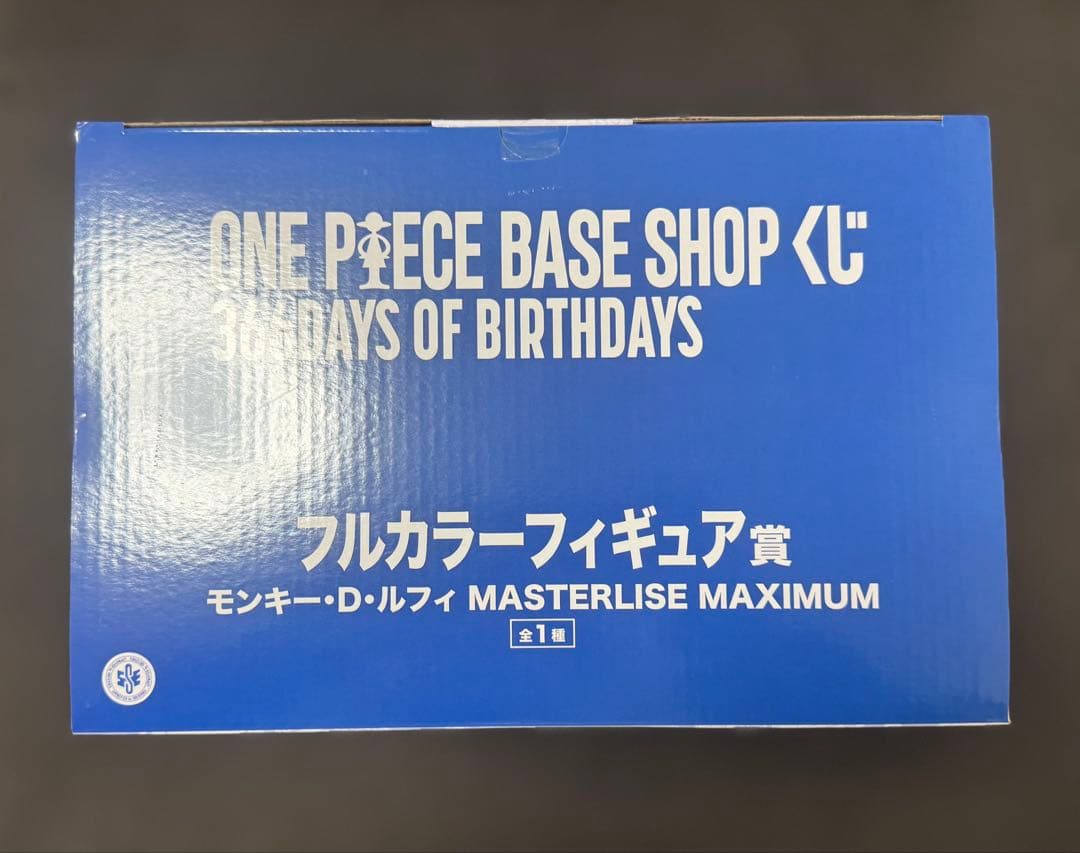 ONE PIECE BASE SHOP くじ
365DAYS OF BIRTHDAYS
フルカラーフィギュア賞
モンキー・D・ルフィ MASTERLISE MAXIMUM
全1種